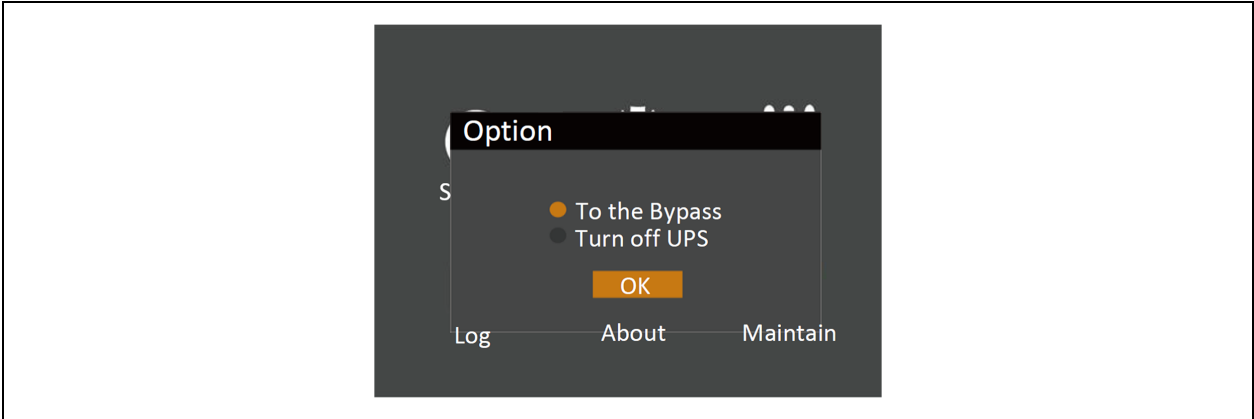 Option
S
To the Bypass
Turn off UPS
OK
Log About Maintain